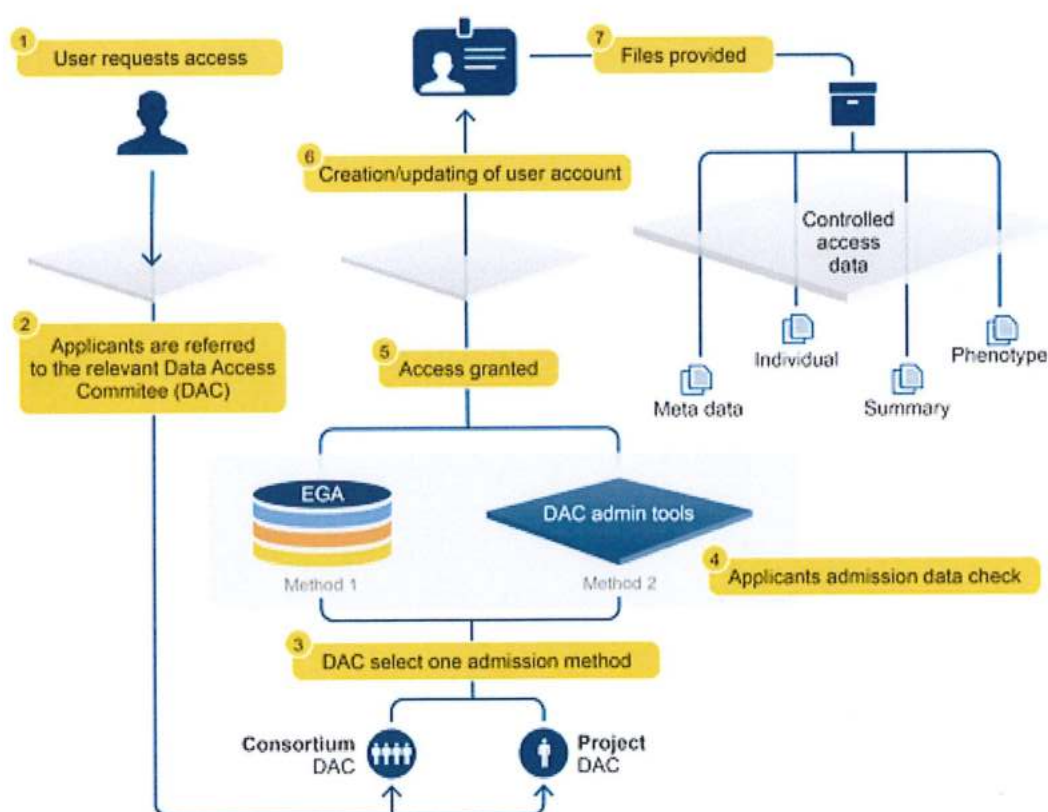 1
User requests access
7
Files provided
6
Creation/updating of user account
Controlled
access
data
2
Applicants are referred
to the relevant Data Access
Commitee (DAC)
5
Access granted
Individual
Phenotype
Meta data
Summary
EGA
DAC admin tools
Method 1
Method 2
4
Applicants admission data check
3
DAC select one admission method
Consortium
DAC
Project
DAC